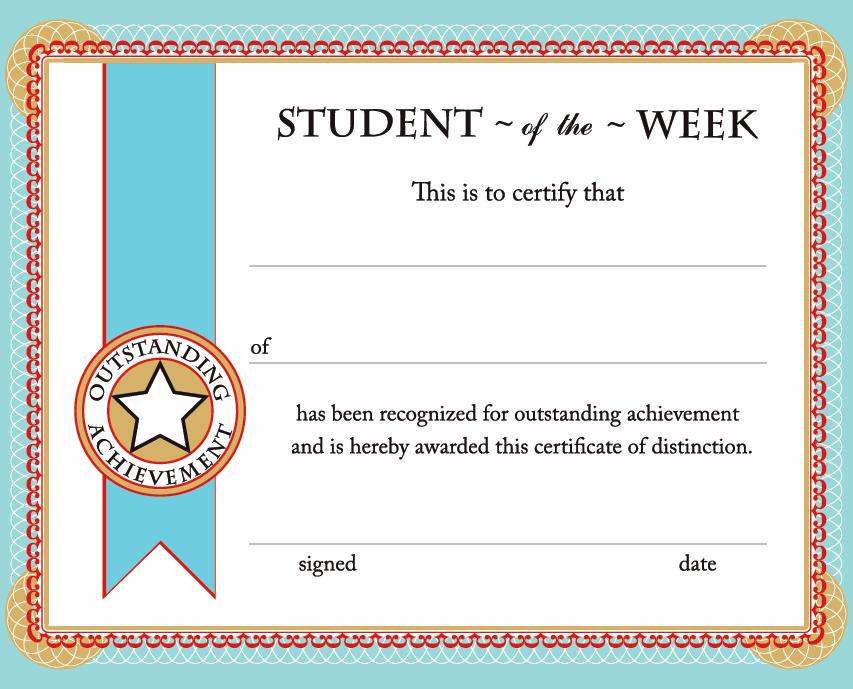 STUDENT ~ of the ~ WEEK
This is to certify that
of
OUTSTANDING
ACHIEVEMENT
has been recognized for outstanding achievement
and is hereby awarded this certificate of distinction.
signed date